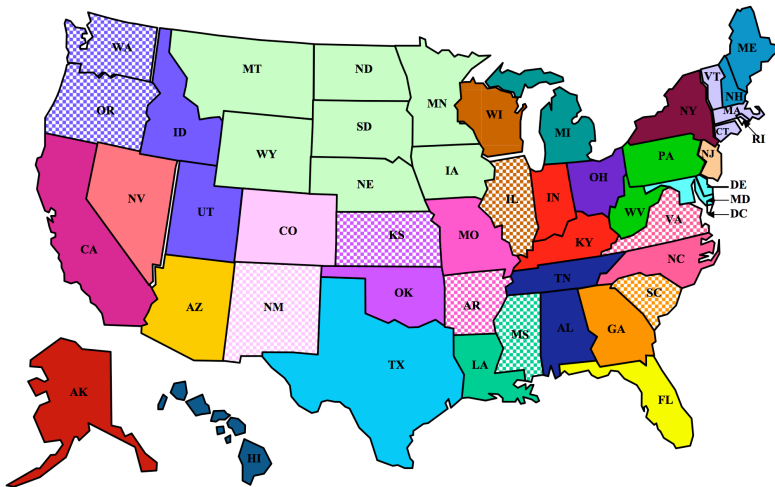 WA
MT
ND
MN
ME
VT
NH
OR
ID
SD
WI
MI
NY
MA
CT
RI
WY
IA
PA
NJ
NE
OH
DE
MD
DC
NV
UT
CO
KS
MO
IL
IN
WV
VA
KY
CA
NC
AZ
NM
OK
AR
TN
SC
MS
AL
GA
TX
LA
FL
AK
HI